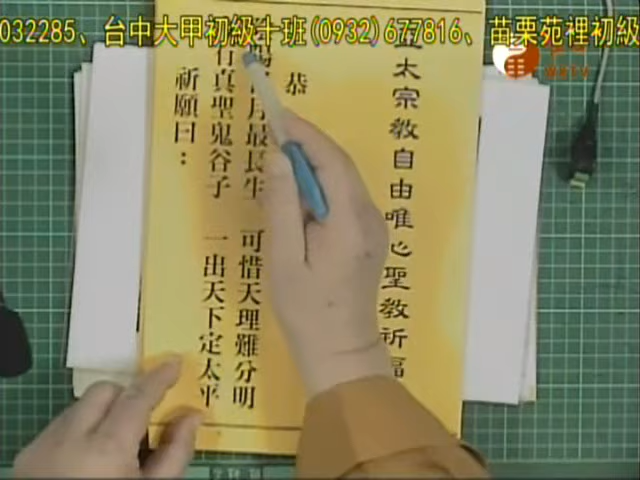 032285、台中大甲初級十班(0932)677816、苗栗苑裡初級
太宗教自由唯心聖教祈福
恭
月最長生 可惜天理難分明
有真聖鬼谷子 一出天下定太平
祈願曰：